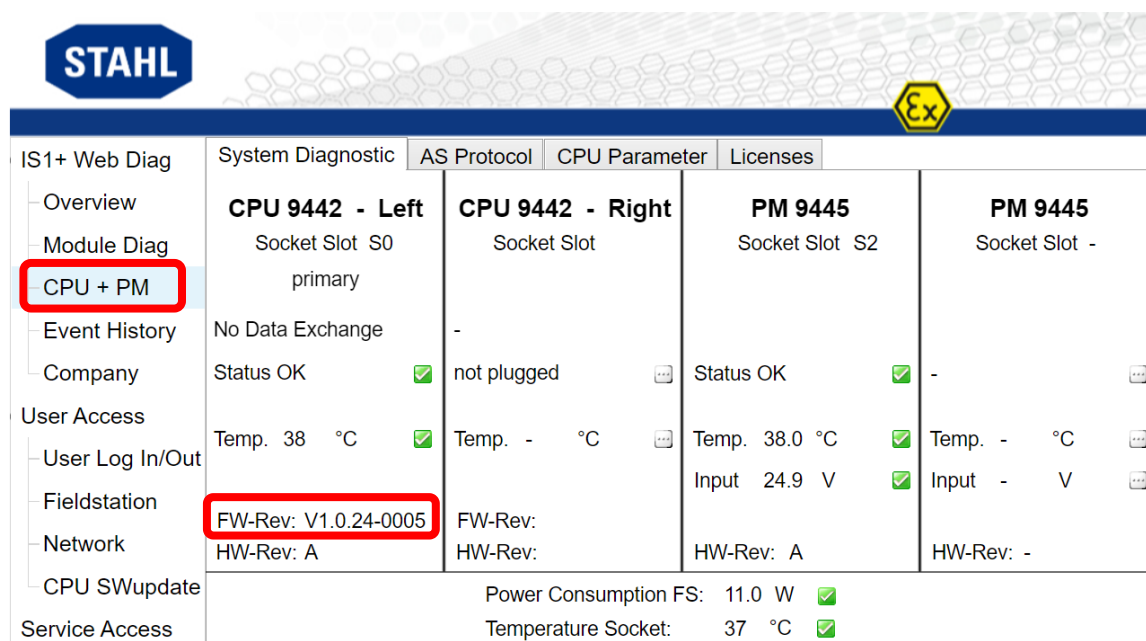 STAHL
Ex
IS1+ Web Diag
Overview
Module Diag
CPU + PM
Event History
Company
User Access
User Log In/Out
Fieldstation
Network
CPU SWupdate
Service Access
System Diagnostic
AS Protocol
CPU Parameter
Licenses
CPU 9442 - Left
Socket Slot S0
primary
No Data Exchange
Status OK
Temp. 38 °C
FW-Rev: V1.0.24-0005
HW-Rev: A
CPU 9442 - Right
Socket Slot
-
not plugged
Temp. - °C
FW-Rev:
HW-Rev:
PM 9445
Socket Slot S2
Status OK
Temp. 38.0 °C
Input 24.9 V
HW-Rev: A
PM 9445
Socket Slot -
-
Temp. - °C
Input - V
HW-Rev: -
Power Consumption FS: 11.0 W
Temperature Socket: 37 °C